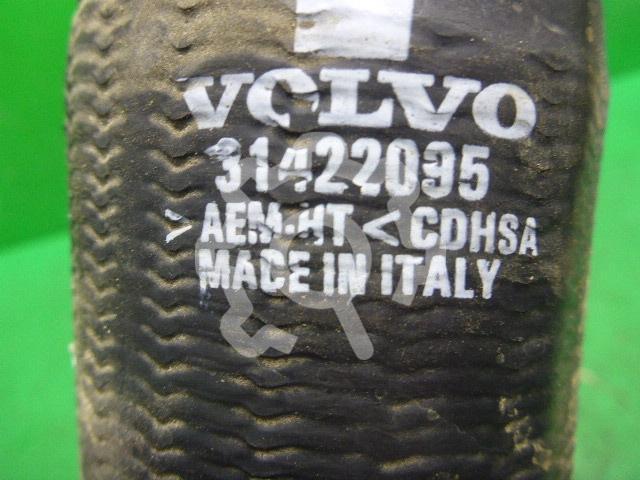 VOLVO
31422095
>AEM-HT<CDHSA
MADE IN ITALY